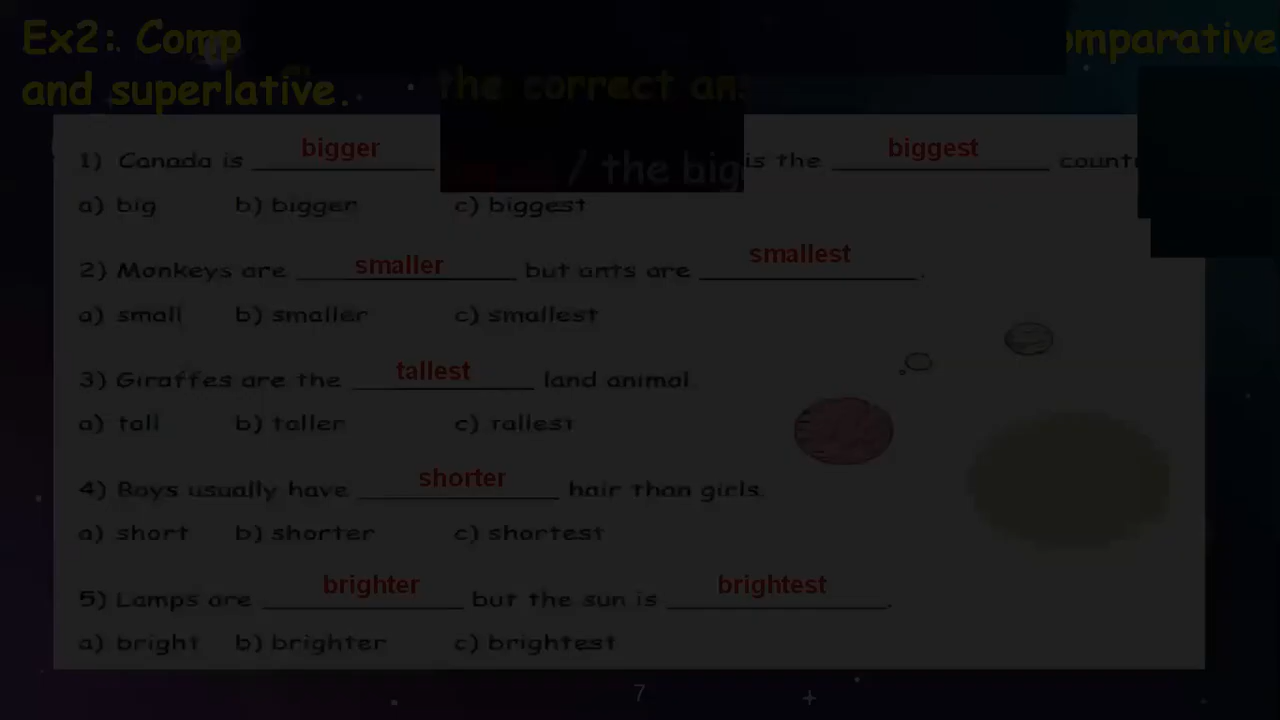 Ex2: Comp omparative
and superlative. the correct ans
1) Canada is bigger / the big is the biggest count
a) big b) bigger c) biggest
2) Monkeys are smaller but ants are smallest.
a) small b) smaller c) smallest
3) Giraffes are the tallest land animal.
a) tall b) taller c) tallest
4) Boys usually have shorter hair than girls.
a) short b) shorter c) shortest
5) Lamps are brighter but the sun is brightest.
a) bright b) brighter c) brightest
7